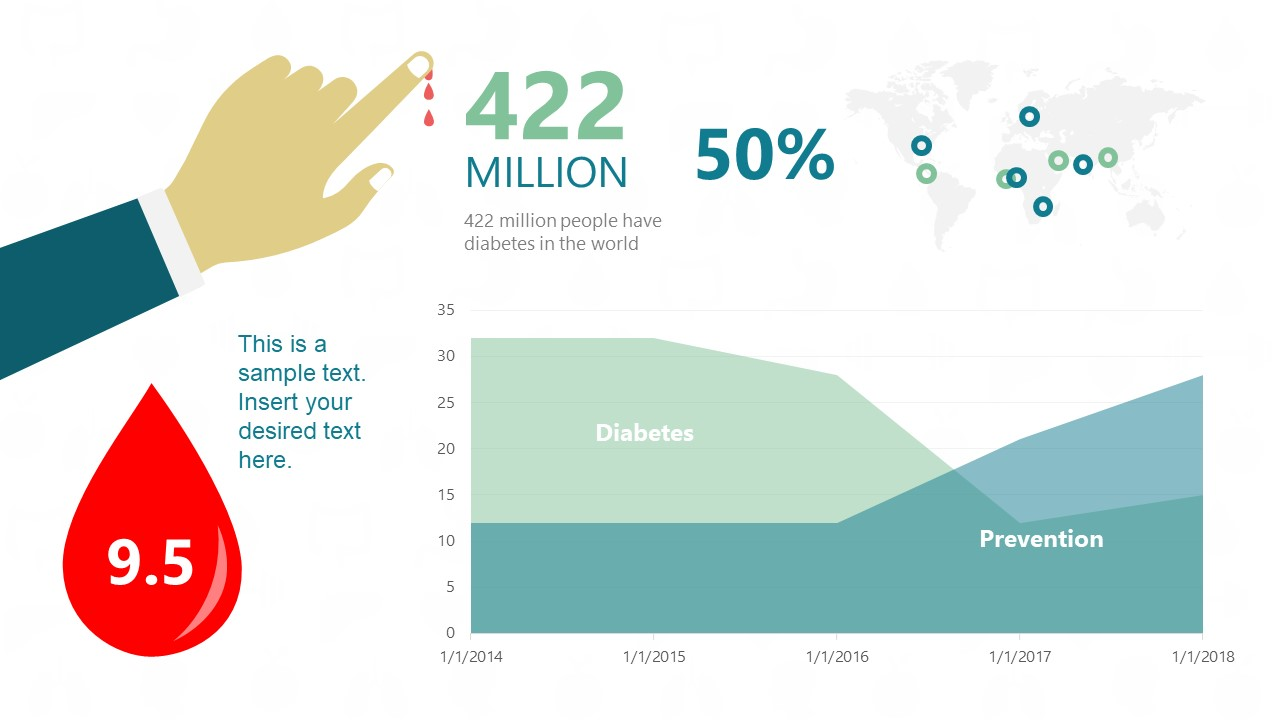 422
MILLION
422 million people have
diabetes in the world
50%
This is a
sample text.
Insert your
desired text
here.
9.5
35
30
25
20
15
10
5
0
Diabetes
Prevention
1/1/2014
1/1/2015
1/1/2016
1/1/2017
1/1/2018